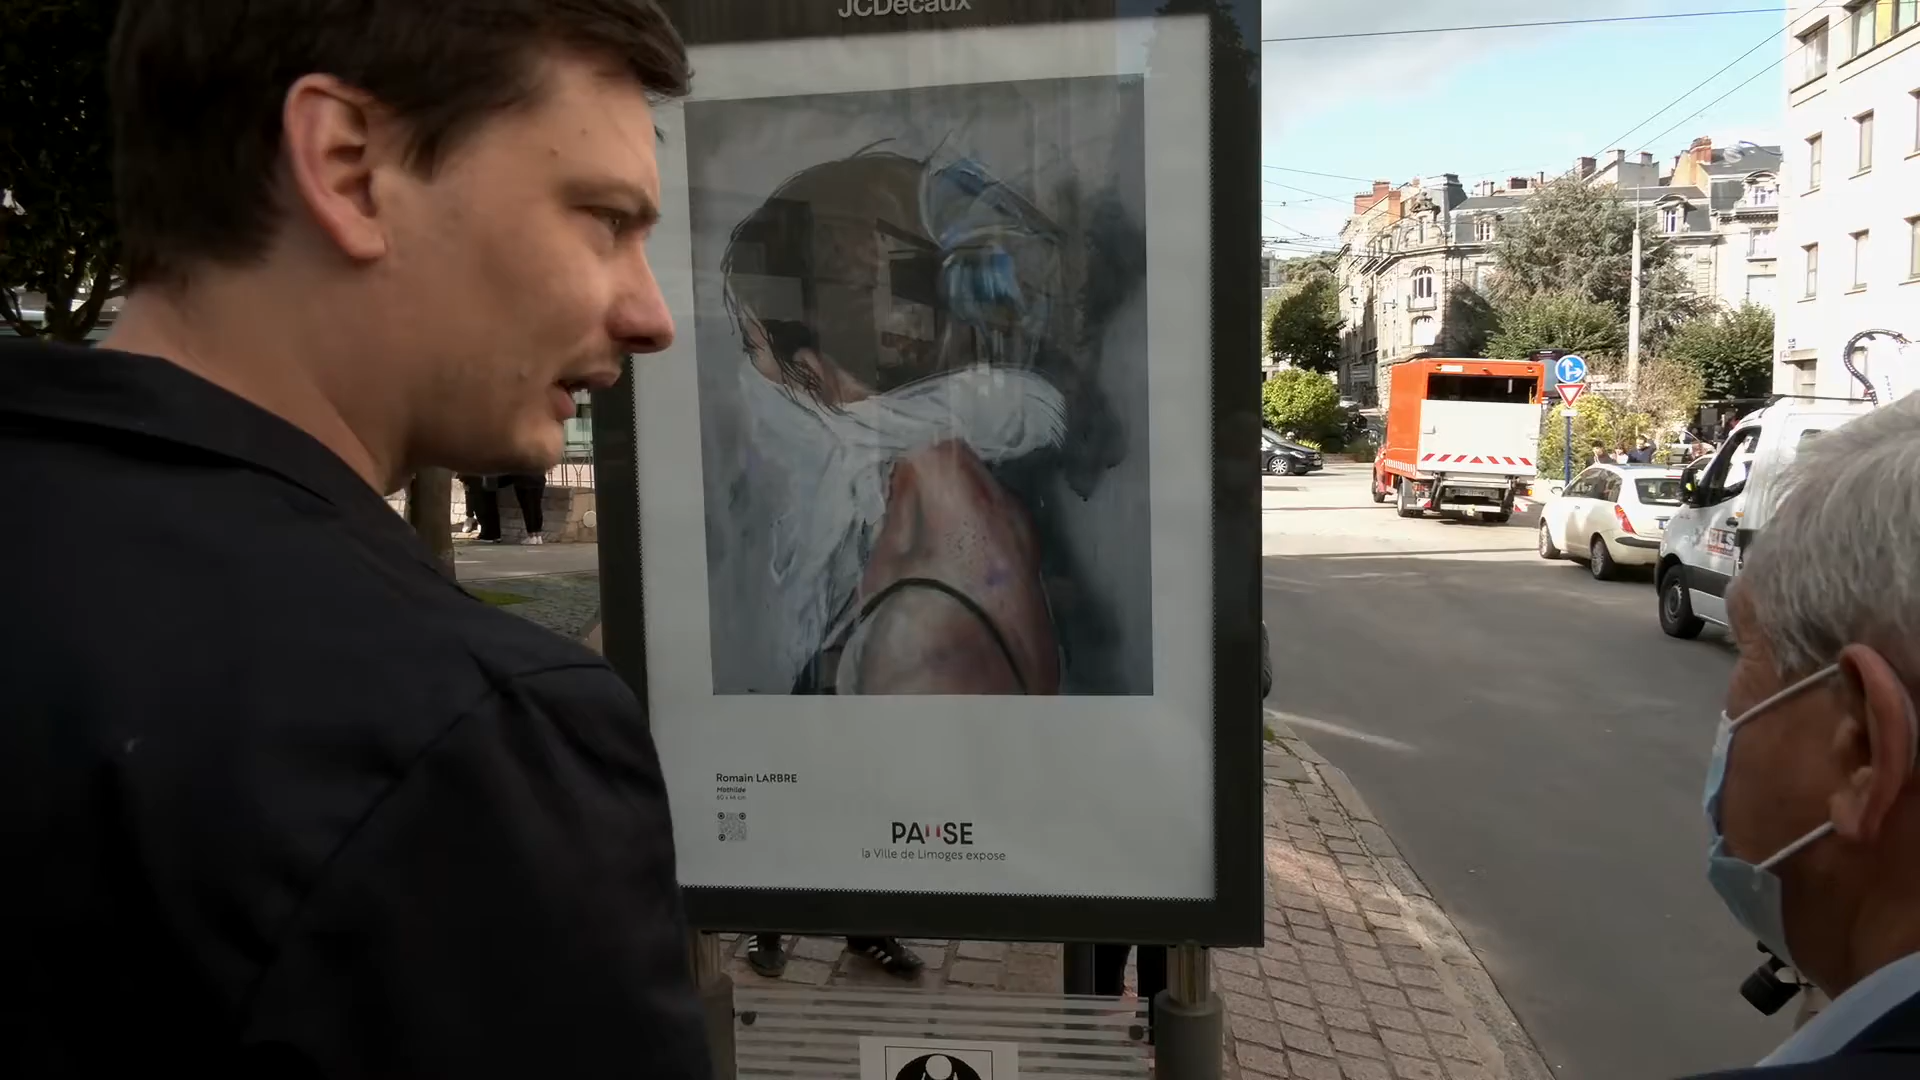 JCDecaux
Romain LARBRE
Mathilde
PAUSE
la Ville de Limoges expose